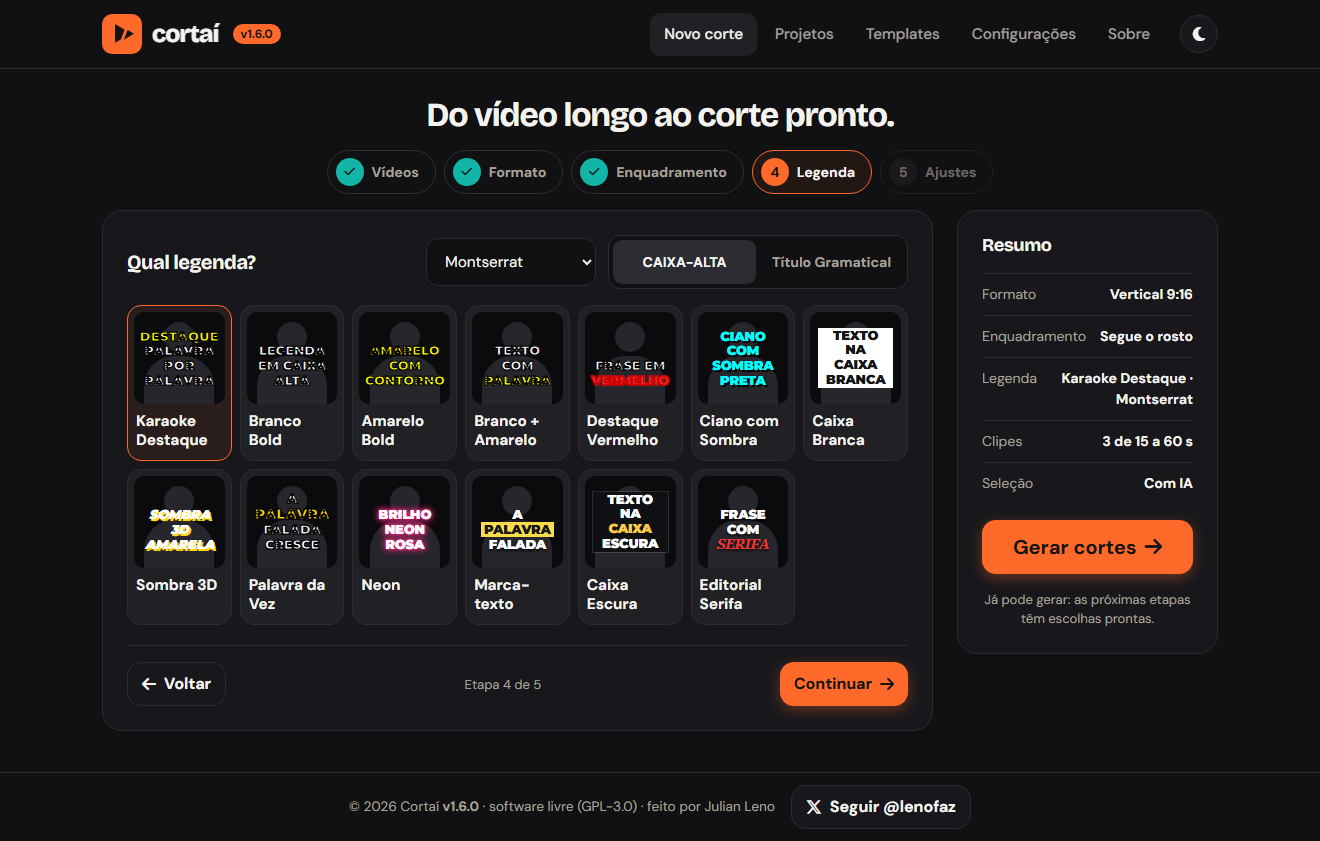 cortaí v1.6.0 Novo corte Projetos Templates Configurações Sobre
Do vídeo longo ao corte pronto.
Vídeos Formato Enquadramento 4 Legenda 5 Ajustes
Qual legenda? Montserrat CAIXA-ALTA Título Gramatical
DESTAQUE
PALAVRA
POR
PALAVRA
Karaoke
Destaque
LEGENDA
EM CAIXA
ALTA
Branco
Bold
AMARELO
COM
CONTORNO
Amarelo
Bold
TEXTO
COM
PALAVRA
Branco +
Amarelo
FRASE EM
VERMELHO
Destaque
Vermelho
CIANO
COM
SOMBRA
PRETA
Ciano com
Sombra
TEXTO
NA
CAIXA
BRANCA
Caixa
Branca
SOMBRA
3D
AMARELA
Sombra 3D
A
PALAVRA
FALADA
CRESCE
Palavra da
Vez
BRILHO
NEON
ROSA
Neon
A
PALAVRA
FALADA
Marca-
texto
TEXTO
NA
CAIXA
ESCURA
Caixa
Escura
FRASE
COM
SERIFA
Editorial
Serifa
Voltar Etapa 4 de 5 Continuar
Resumo
Formato Vertical 9:16
Enquadramento Segue o rosto
Legenda Karaoke Destaque ·
Montserrat
Clipes 3 de 15 a 60 s
Seleção Com IA
Gerar cortes
Já pode gerar: as próximas etapas
têm escolhas prontas.
© 2026 Cortaí v1.6.0 · software livre (GPL-3.0) · feito por Julian Leno Seguir @lenofaz